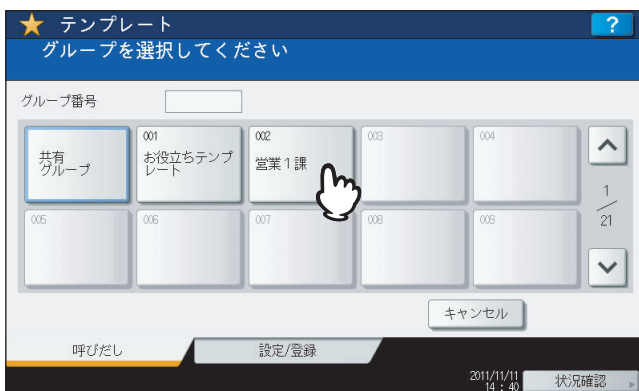 テンプレート
?
グループを選択してください
グループ番号
共有
グループ
001
お役立ちテンプ
レート
002
営業1課
003
004
005
006
007
008
009
1
21
キャンセル
呼びだし
設定/登録
2011/11/11
14:40
状況確認